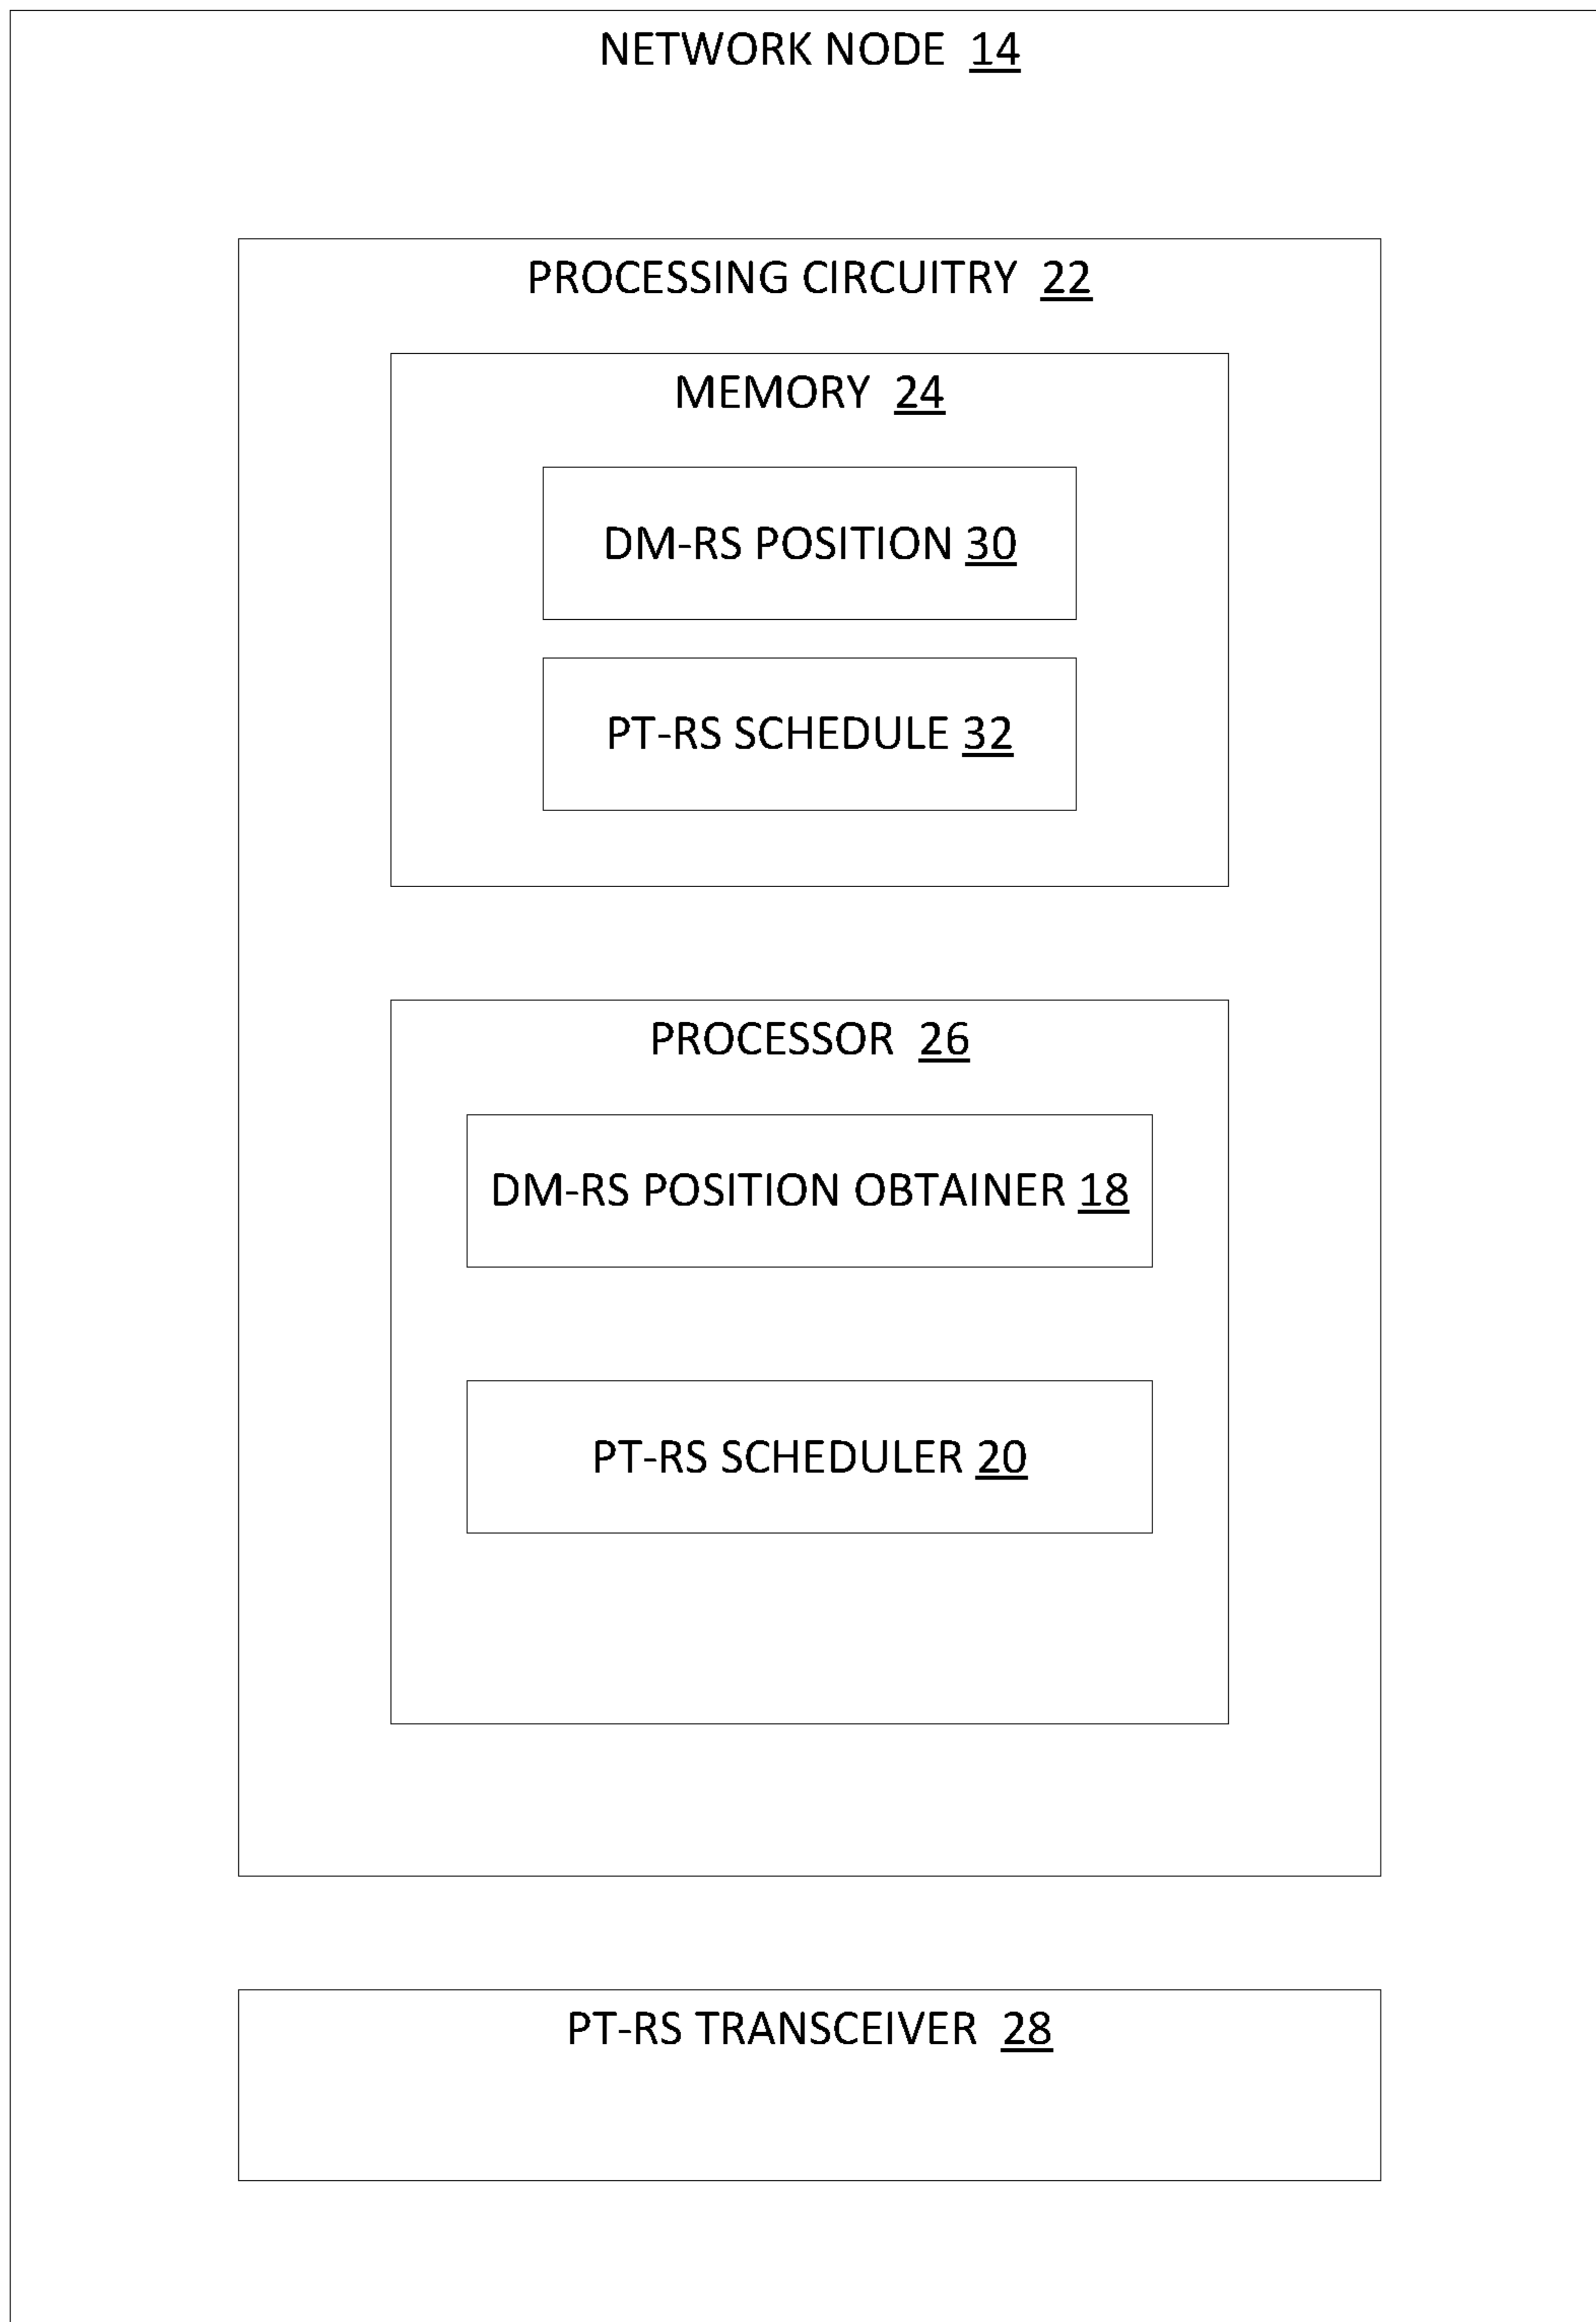 NETWORK NODE 14
PROCESSING CIRCUITRY 22
MEMORY 24
DM-RS POSITION 30
PT-RS SCHEDULE 32
PROCESSOR 26
DM-RS POSITION OBTAINER 18
PT-RS SCHEDULER 20
PT-RS TRANSCEIVER 28